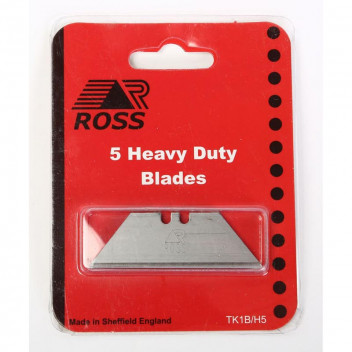 ROSS
5 Heavy Duty
Blades
Made in Sheffield England
TK1B/H5